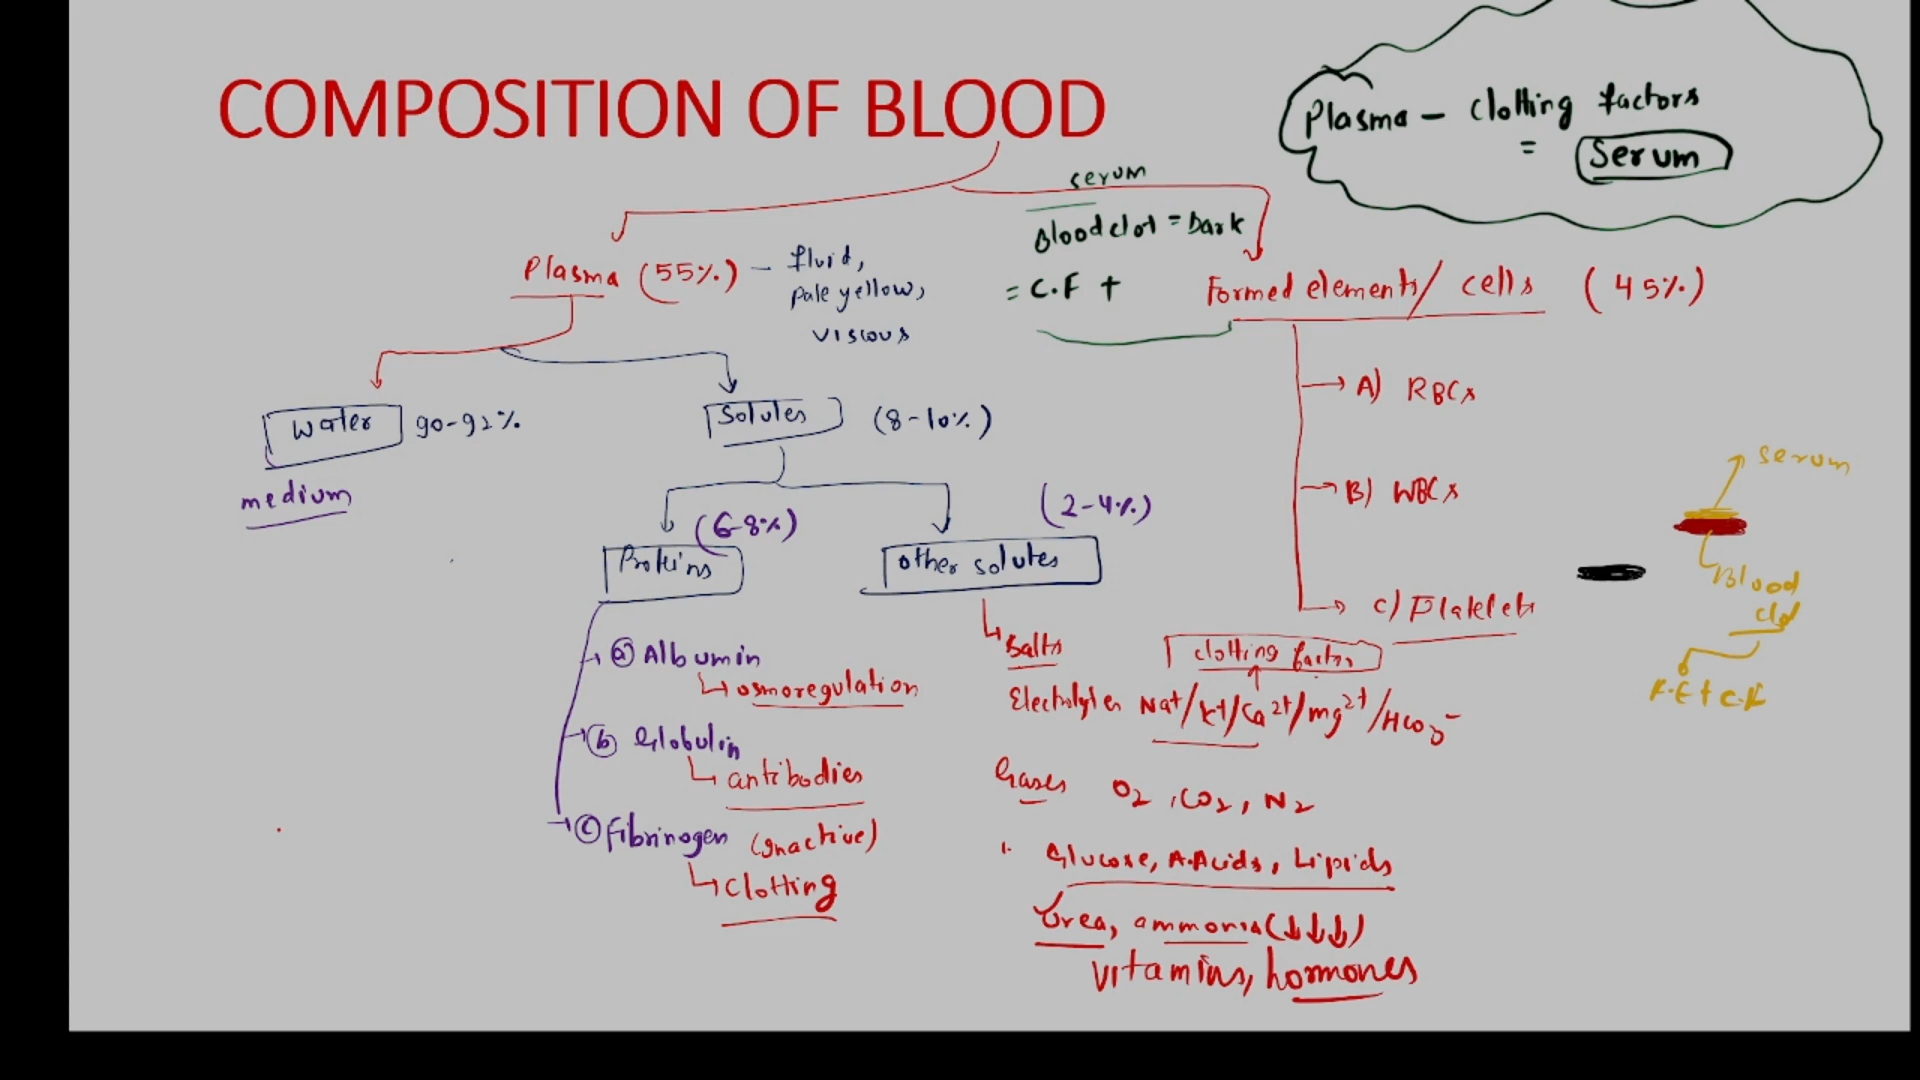 COMPOSITION OF BLOOD
Plasma – clotting factors
= Serum
serum
Blood clot = Dark
= C.F +
Plasma (55%) – fluid,
pale yellow,
viscous
Formed elements / cells (45%)
Water 90-92%
medium
Solutes (8-10%)
Proteins (6-8%)
other solutes (2-4%)
A) RBCs
B) WBCs
C) Platelets
serum
Blood
clot
F.E + C.F
a Albumin
osmoregulation
b Globulin
antibodies
c Fibrinogen (Inactive)
clotting
Salts
clotting factor
Electrolytes Na+/K+/Ca2+/mg2+/HCO3-
Gases O2, CO2, N2
Glucose, A.Acids, Lipids
Urea, ammonia (↓↓↓)
vitamins, hormones